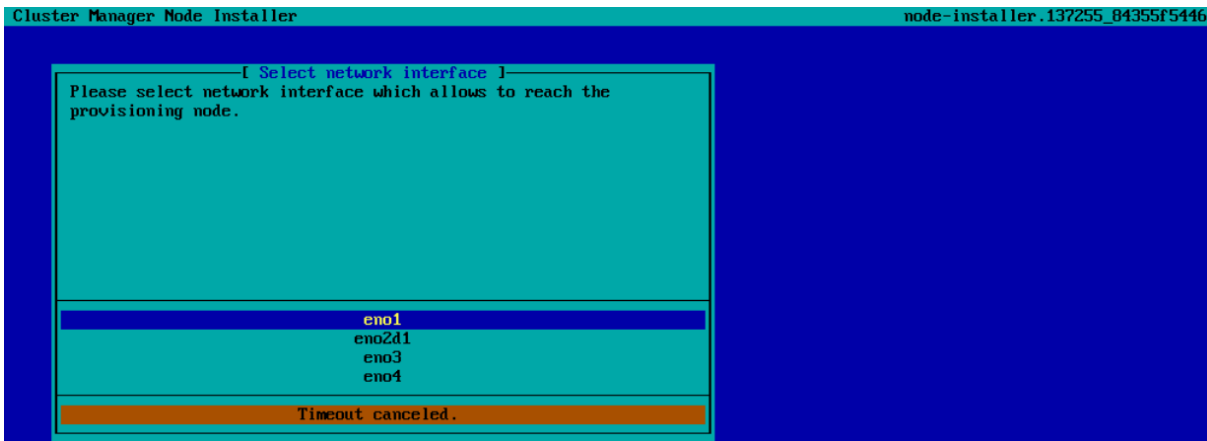 Cluster Manager Node Installer
node-installer.137255_84355f5446
[ Select network interface ]
Please select network interface which allows to reach the
provisioning node.
eno1
eno2d1
eno3
eno4
Timeout canceled.